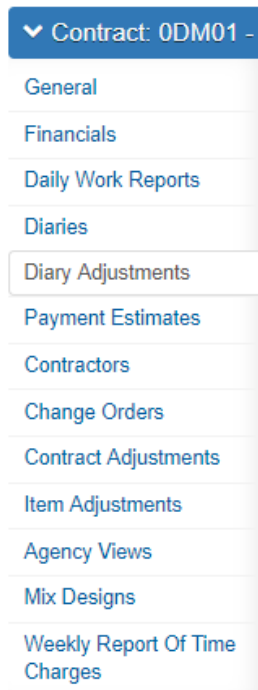 Contract: 0DM01 -
General
Financials
Daily Work Reports
Diaries
Diary Adjustments
Payment Estimates
Contractors
Change Orders
Contract Adjustments
Item Adjustments
Agency Views
Mix Designs
Weekly Report Of Time
Charges